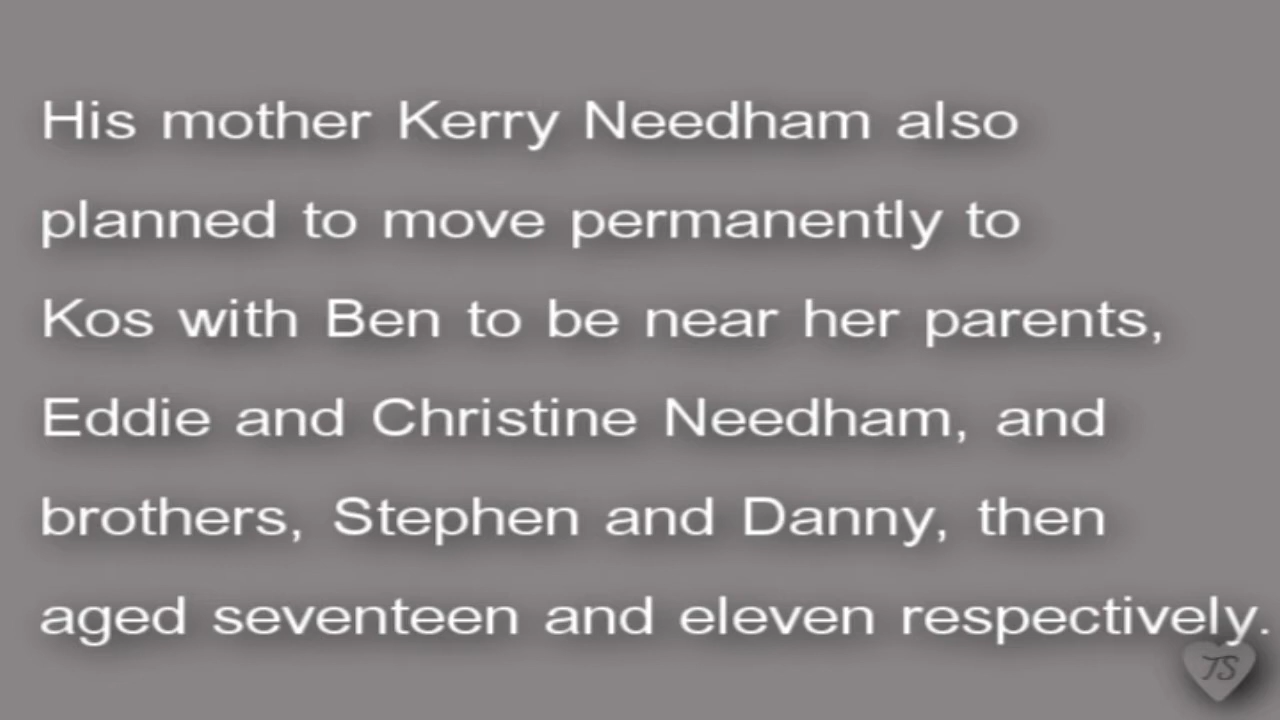 His mother Kerry Needham also
planned to move permanently to
Kos with Ben to be near her parents,
Eddie and Christine Needham, and
brothers, Stephen and Danny, then
aged seventeen and eleven respectively.
JS